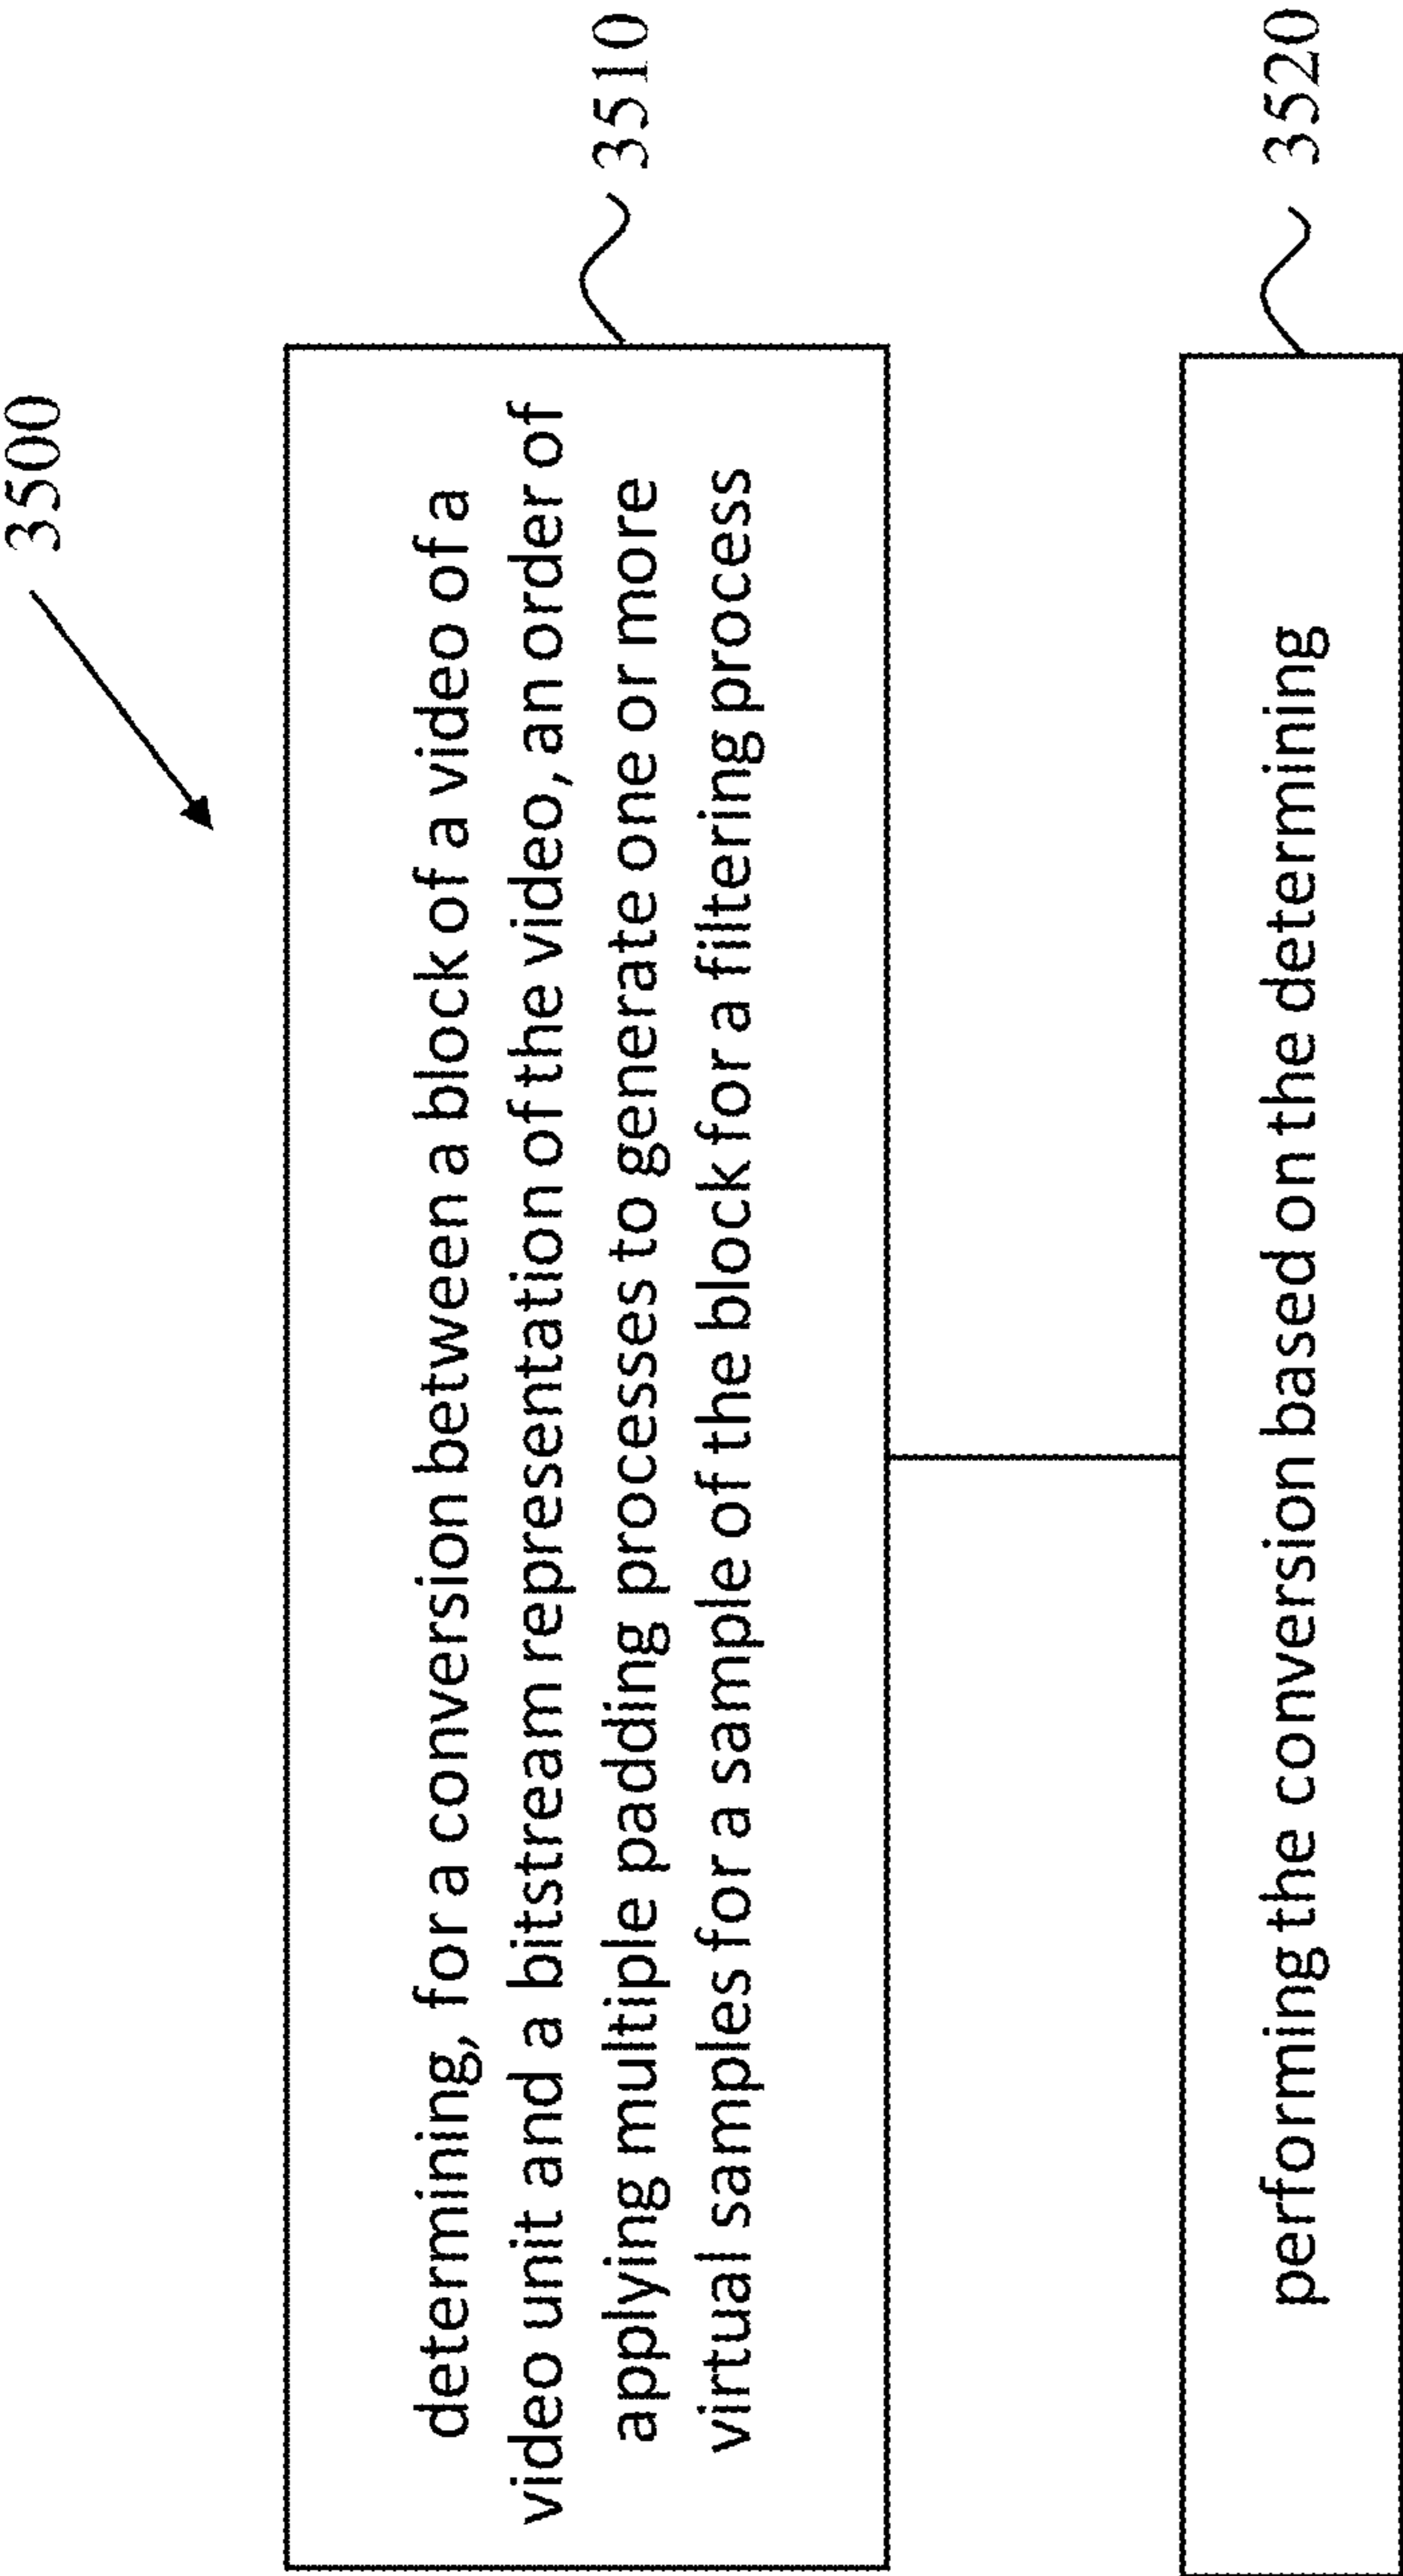 3500
determining, for a conversion between a block of a video of a
video unit and a bitstream representation of the video, an order of
applying multiple padding processes to generate one or more
virtual samples for a sample of the block for a filtering process
3510
performing the conversion based on the determining
3520